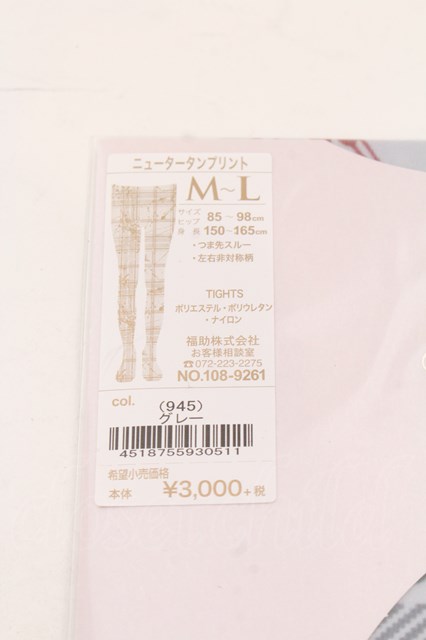 ニュータータンプリント
M~L
サイズ
ヒップ 85~98cm
身長 150~165cm
・つま先スルー
・左右非対称柄
TIGHTS
ポリエステル・ポリウレタン
・ナイロン
福助株式会社
お客様相談室
☎072-223-2275
NO.108-9261
col.
(945)
グレー
4518755930511
希望小売価格
本体 ¥3,000+税